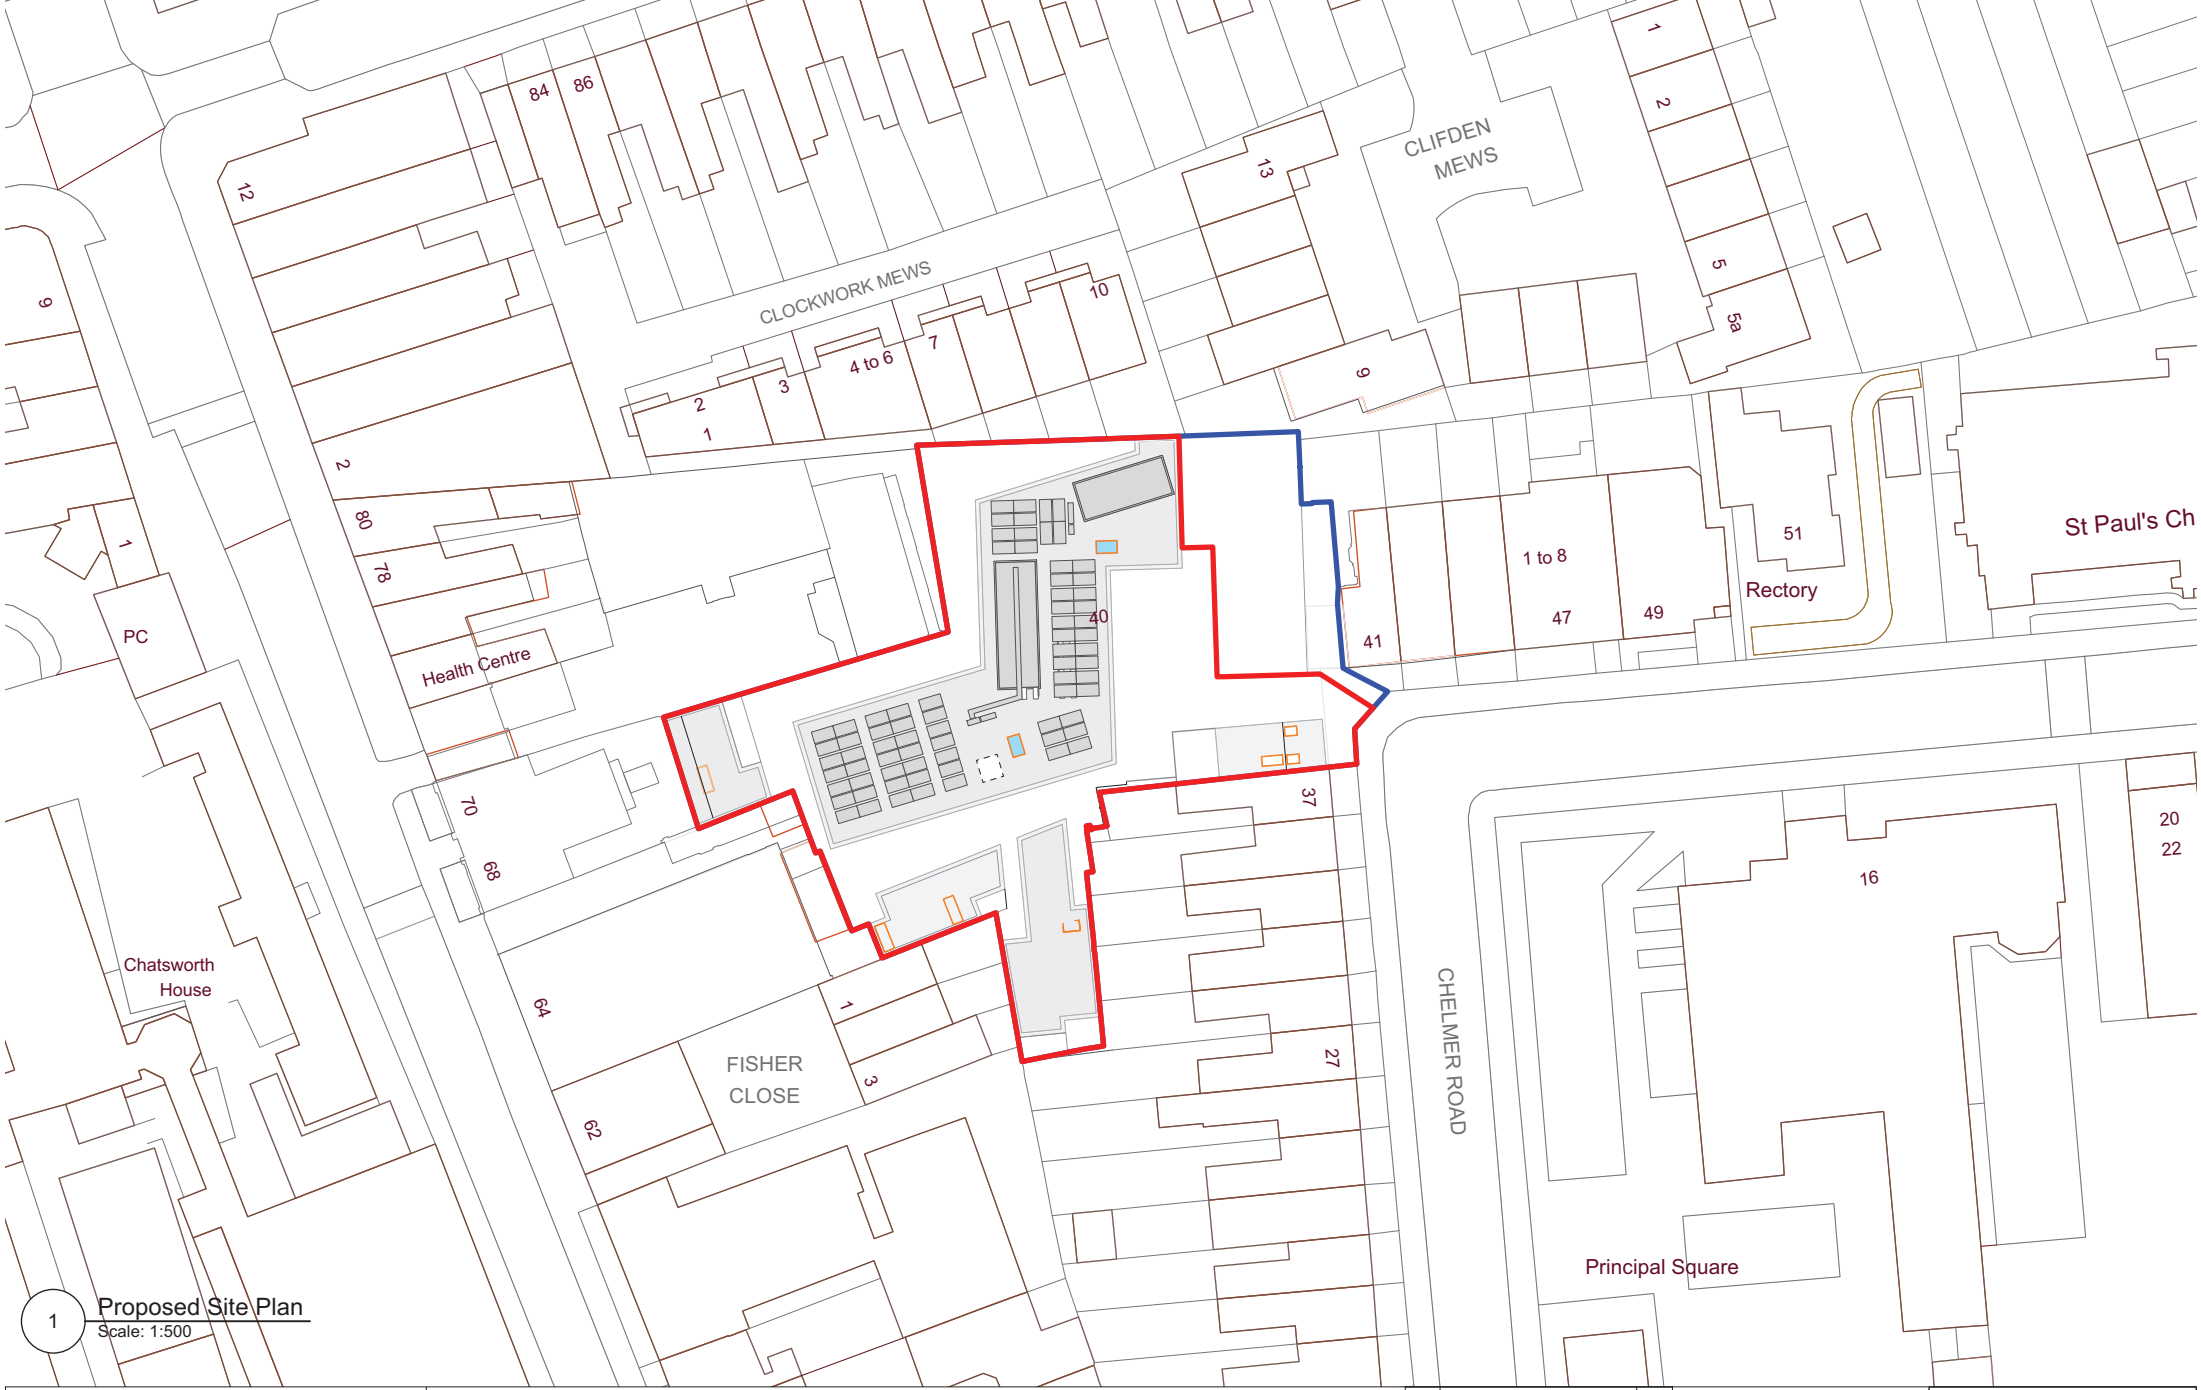 1
84
86
2
CLIFDEN
MEWS
13
12
5
CLOCKWORK MEWS
10
9
5a
7
4 to 6
9
3
2
1
2
80
51
St Paul's Ch
1
1 to 8
78
Rectory
40
47
49
PC
41
Health Centre
70
37
20
68
22
16
Chatsworth
House
64
1
CHELMER ROAD
FISHER
CLOSE
27
3
62
Principal Square
1
Proposed Site Plan
Scale: 1:500